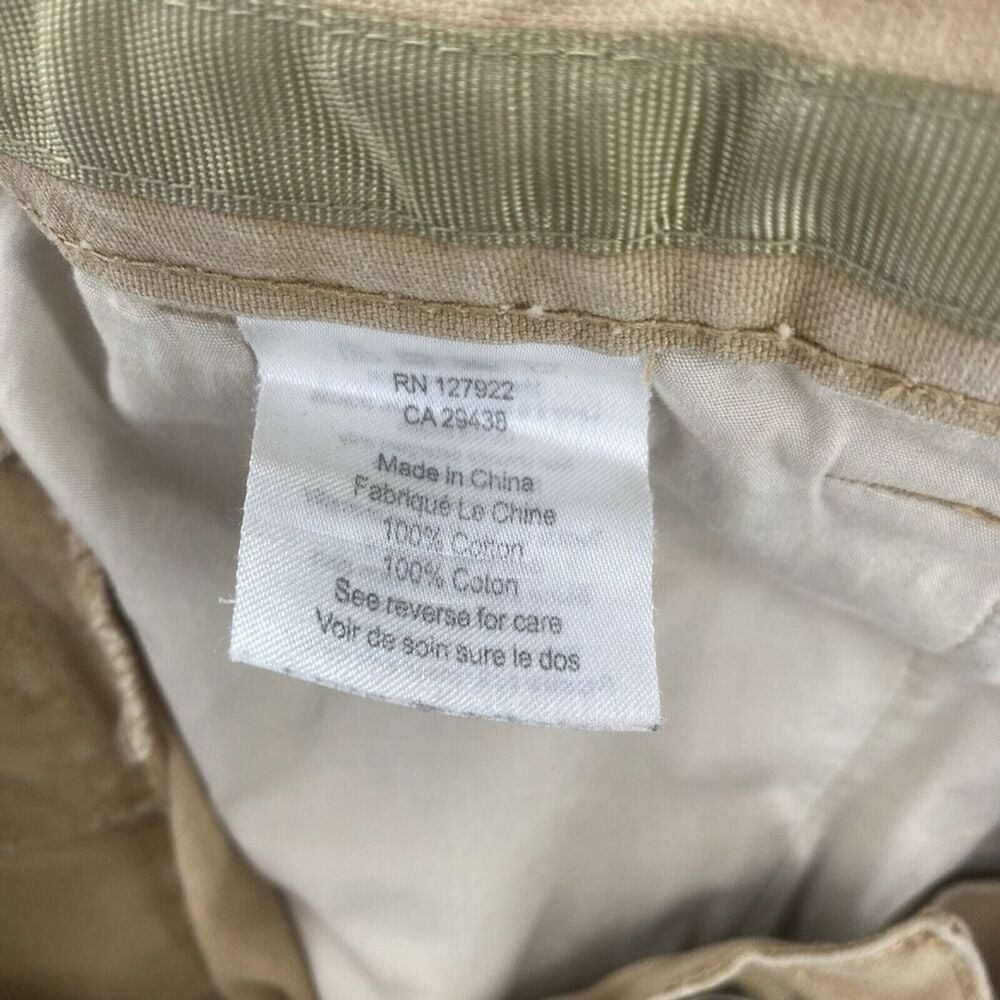 RN 127922
CA 29438
Made In China
Fabriqué Le Chine
100% Cotton
100% Coton
See reverse for care
Voir de soin sure le dos